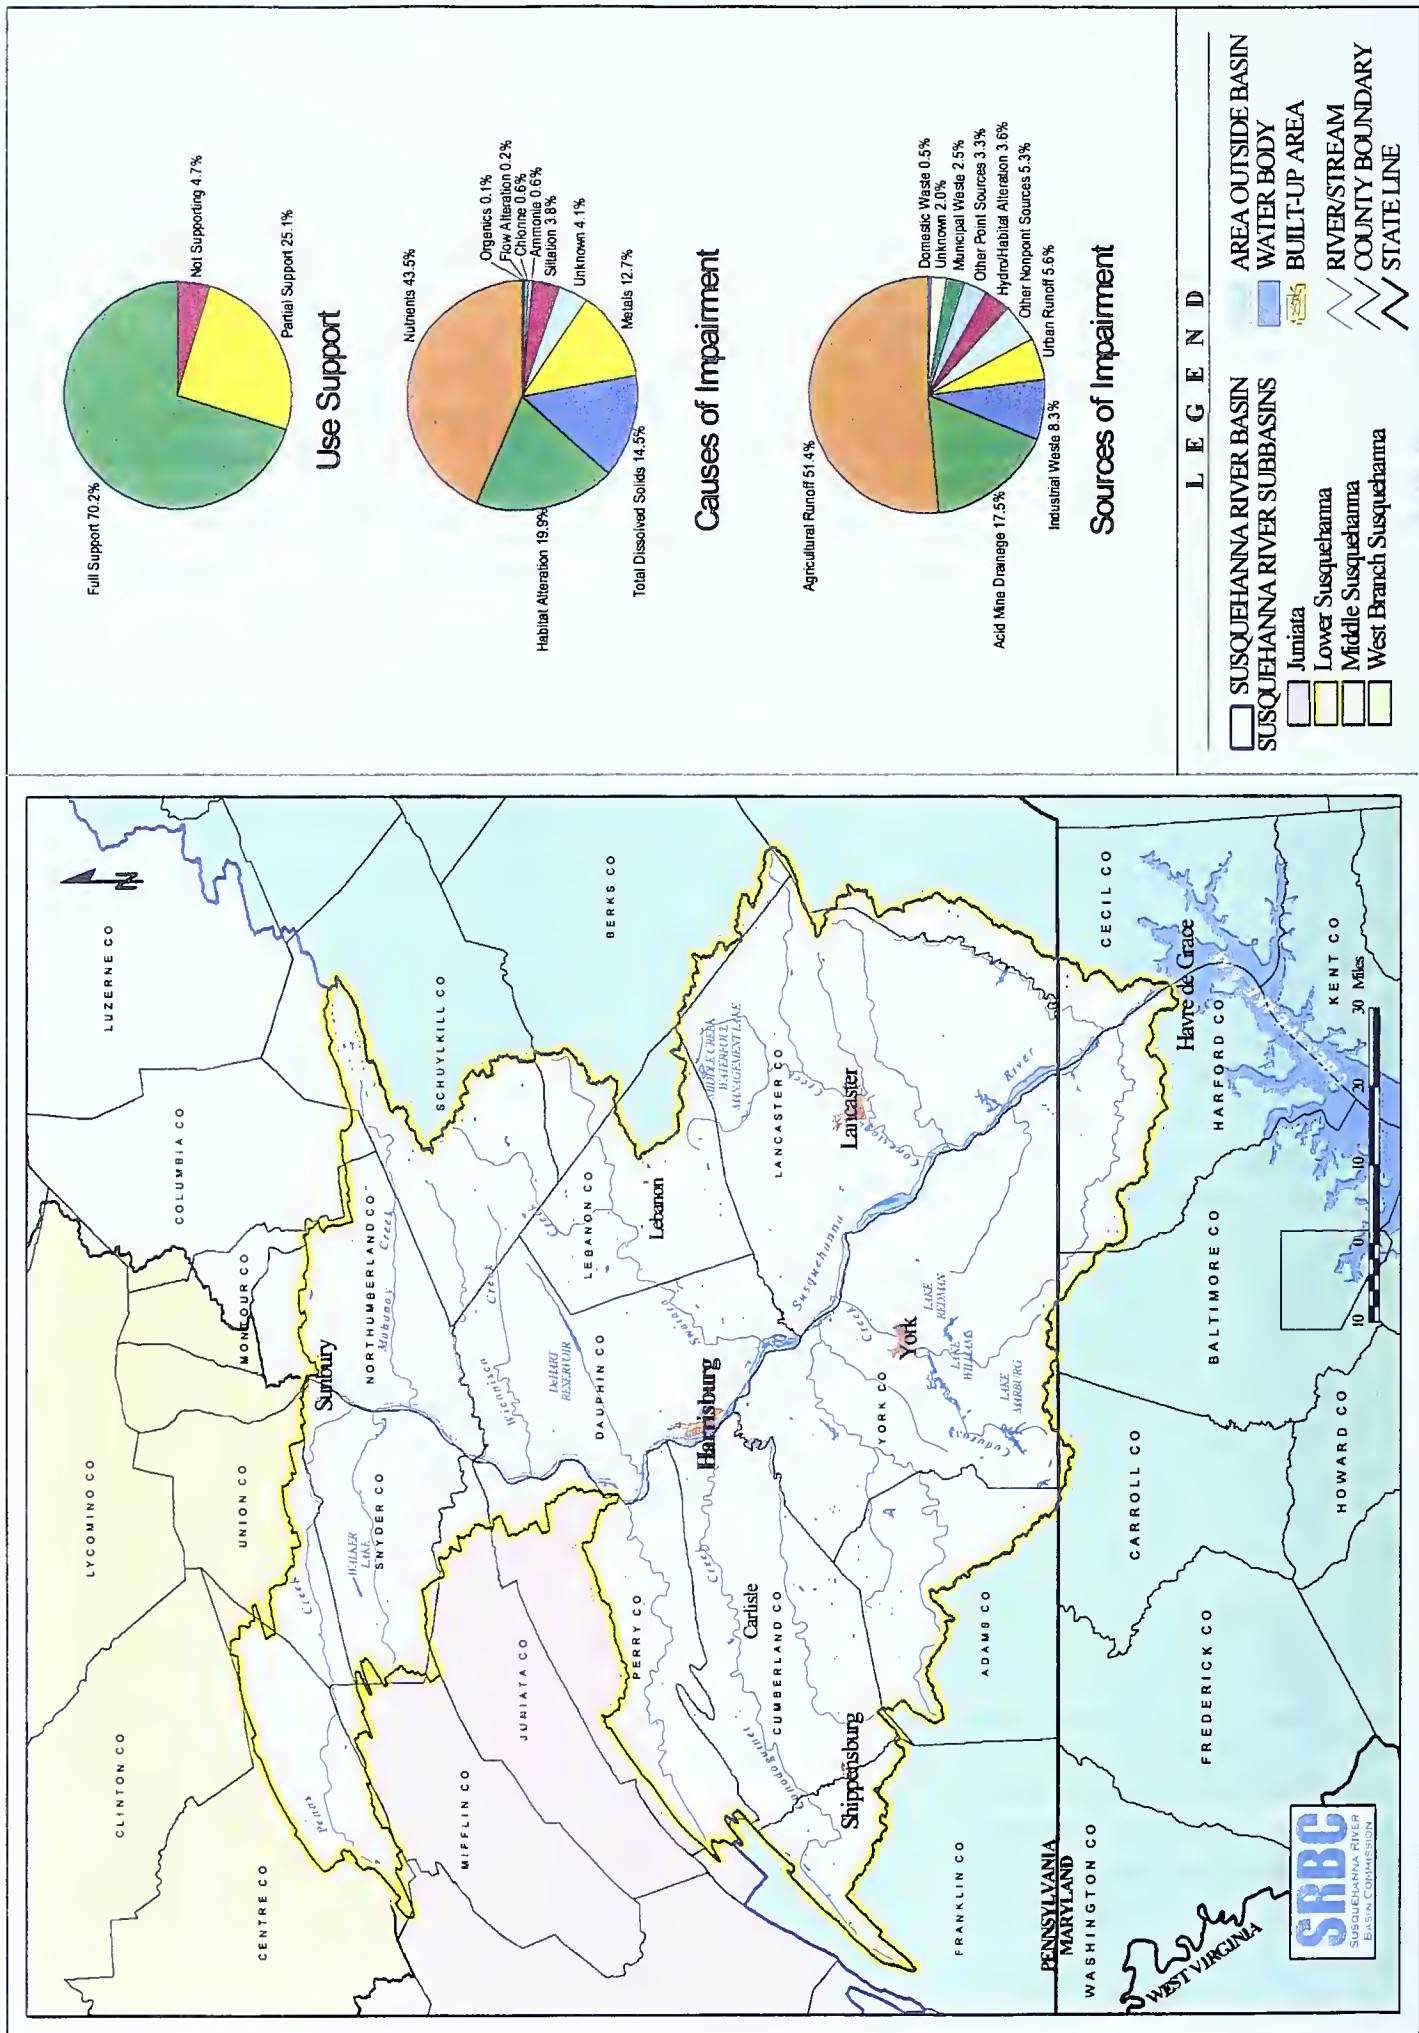 CLINTON CO
LYCOMINO CO
LUZERNE CO
COLUMBIA CO
CENTRE CO
UNION CO
MONTOUR CO
Sunbury
NORTHUMBERLAND CO
Mahanoy Creek
SCHUYLKILL CO
Penns
Creek
WALKER
LAKE
SNYDER CO
MIFFLIN CO
JUNIATA CO
Wiconisco
Creek
DeHART
RESERVOIR
DAUPHIN CO
Creek
LEBANON CO
Lebanon
BERKS CO
PERRY CO
Harrisburg
Swatara
MIDDLE CREEK
WATERFOUL
MANAGEMENT LAKE
Creek
Carlisle
CUMBERLAND CO
Conodoguinet
Shippensburg
LANCASTER CO
Lancaster
Conestoga
Creek
Susquehanna
River
Creek
York
YORK CO
LAKE
REDMAN
LAKE
WILLIAMS
LAKE
MARBURG
Codorus
ADAMS CO
FRANKLIN CO
PENNSYLVANIA
MARYLAND
WASHINGTON CO
WEST VIRGINIA
FREDERICK CO
CARROLL CO
HOWARD CO
BALTIMORE CO
HARFORD CO
Havre de Grace
CECIL CO
KENT CO
N
10 0 10 20 30 Miles
SRBC
SUSQUEHANNA RIVER
BASIN COMMISSION
Full Support 70.2%
Not Supporting 4.7%
Partial Support 25.1%
Use Support
Nutrients 43.5%
Organics 0.1%
Flow Alteration 0.2%
Chlorine 0.6%
Ammonia 0.6%
Siltation 3.8%
Unknown 4.1%
Metals 12.7%
Total Dissolved Solids 14.5%
Habitat Alteration 19.9%
Causes of Impairment
Agricultural Runoff 51.4%
Domestic Waste 0.5%
Unknown 2.0%
Municipal Waste 2.5%
Other Point Sources 3.3%
Hydro/Habitat Alteration 3.6%
Other Nonpoint Sources 5.3%
Urban Runoff 5.6%
Industrial Waste 8.3%
Acid Mine Drainage 17.5%
Sources of Impairment
LEGEND
SUSQUEHANNA RIVER BASIN
SUSQUEHANNA RIVER SUBBASINS
Juniata
Lower Susquehanna
Middle Susquehanna
West Branch Susquehanna
AREA OUTSIDE BASIN
WATER BODY
BUILT-UP AREA
RIVER/STREAM
COUNTY BOUNDARY
STATE LINE